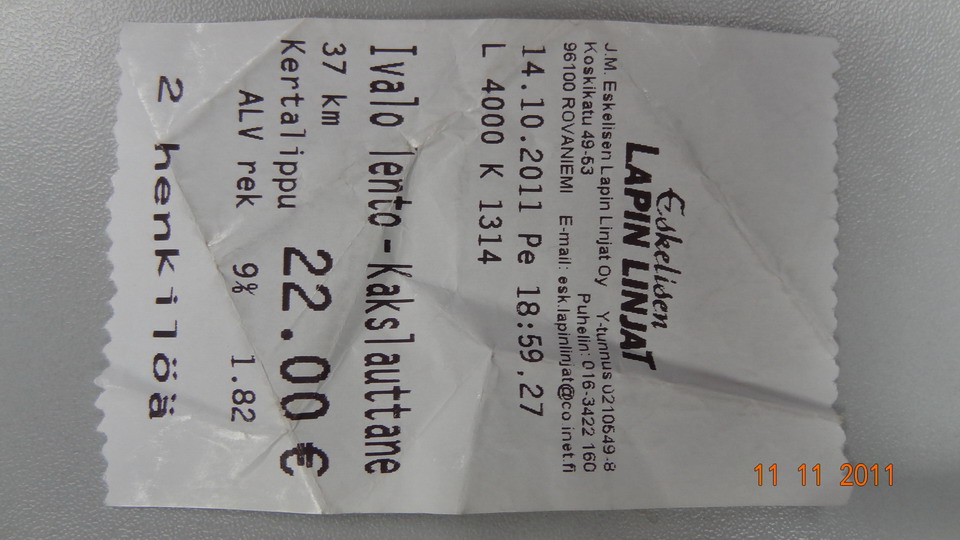 Eskelisen
LAPIN LINJAT
J.M. Eskelisen Lapin Linjat Oy Y-tunnus 0210549-8
Koskikatu 49-53 Puhelin: 016-3422 160
96100 ROVANIEMI E-mail: esk.lapinlinjat@co inet.fi
14.10.2011 Pe 18:59,27
L 4000 K 1314
Ivalo lento-Kakslauttane
37 km
Kertalippu 22.00 €
ALV rek 9% 1.82
2 henkilöä
11 11 2011